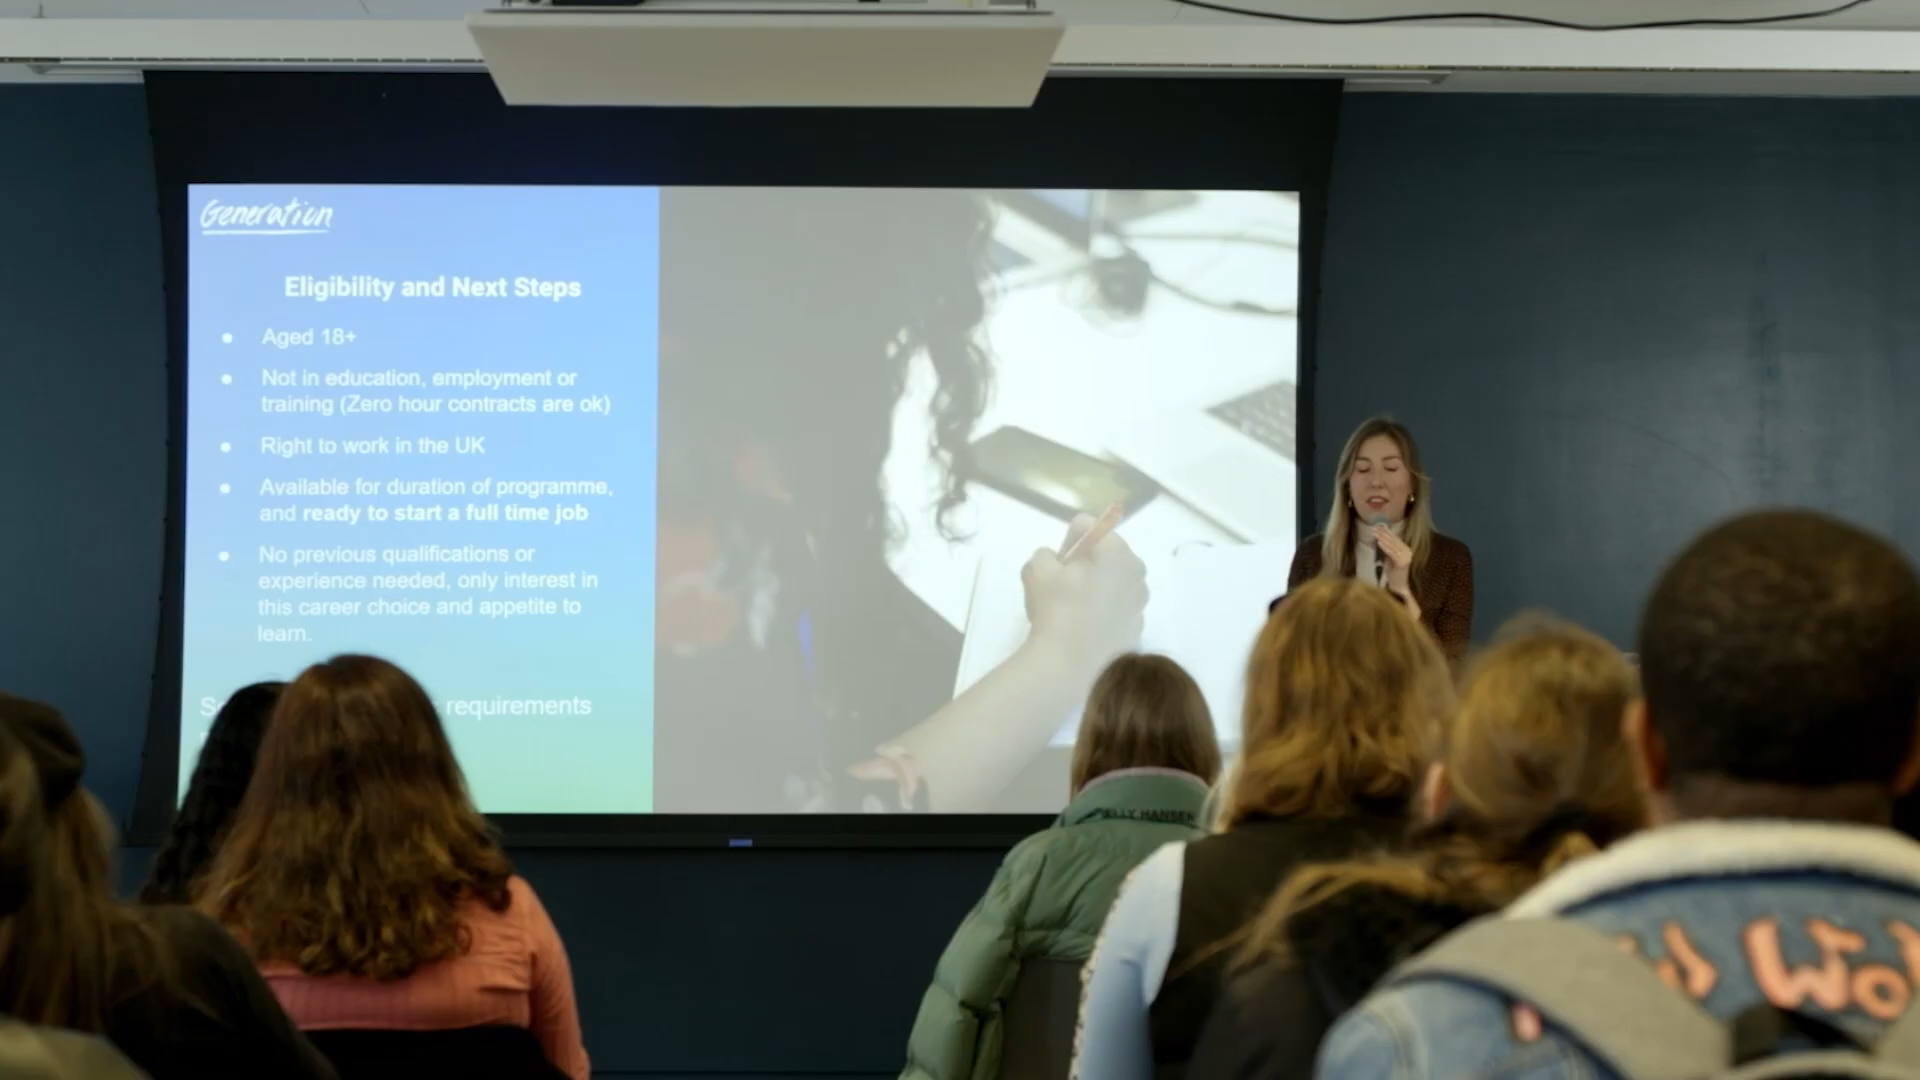 Generation
Eligibility and Next Steps
● Aged 18+
● Not in education, employment or
training (Zero hour contracts are ok)
● Right to work in the UK
● Available for duration of programme,
and ready to start a full time job
● No previous qualifications or
experience needed, only interest in
this career choice and appetite to
learn.
requirements
HANSEN